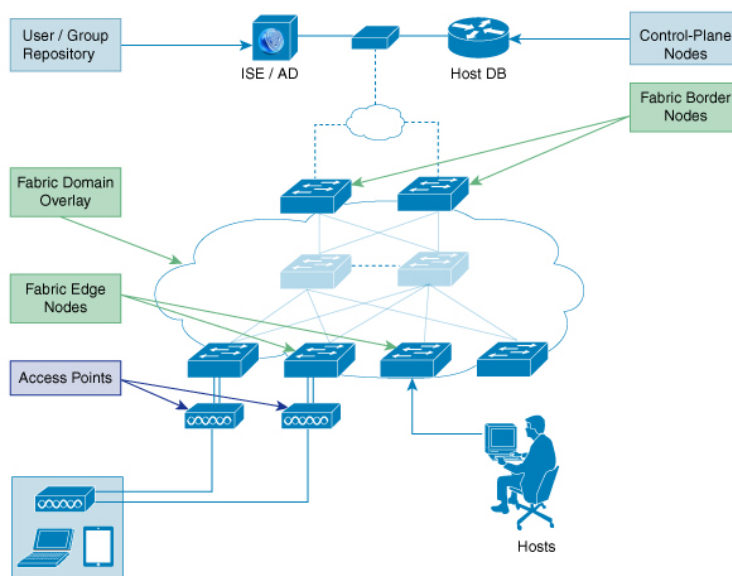 User / Group
Repository
ISE / AD
Host DB
Control-Plane
Nodes
Fabric Border
Nodes
Fabric Domain
Overlay
Fabric Edge
Nodes
Access Points
Hosts